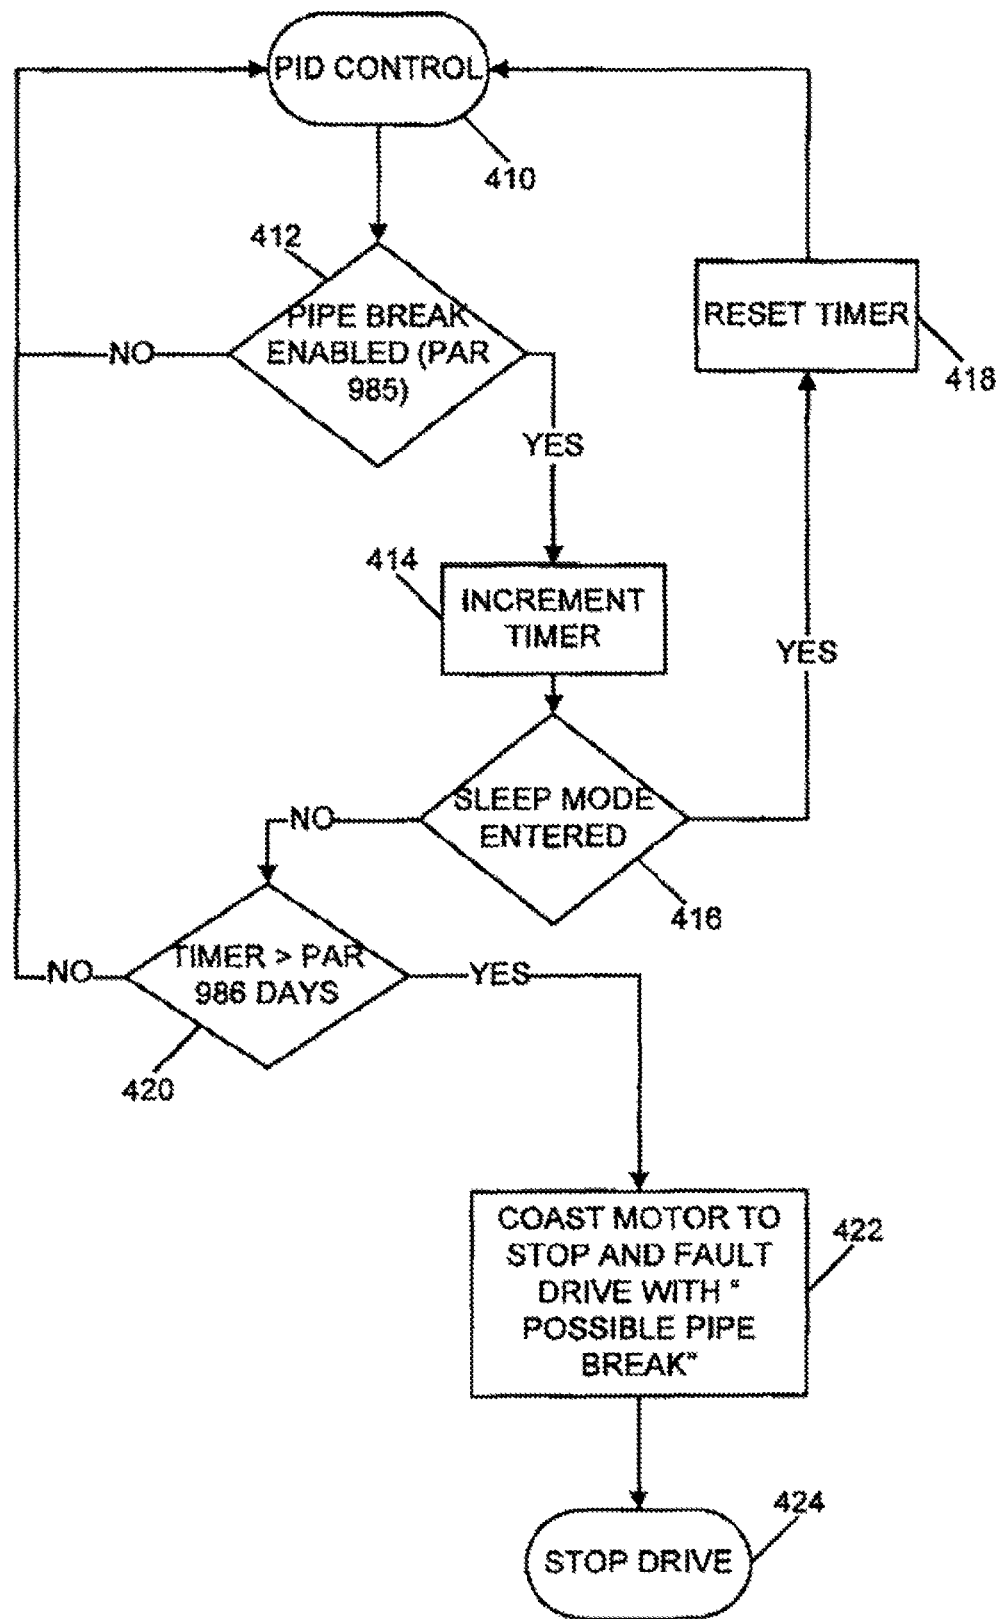 PID CONTROL
410
412
PIPE BREAK
ENABLED (PAR
985)
NO
YES
RESET TIMER
418
414
INCREMENT
TIMER
YES
SLEEP MODE
ENTERED
NO
416
TIMER > PAR
986 DAYS
NO
YES
420
COAST MOTOR TO
STOP AND FAULT
DRIVE WITH "
POSSIBLE PIPE
BREAK"
422
424
STOP DRIVE